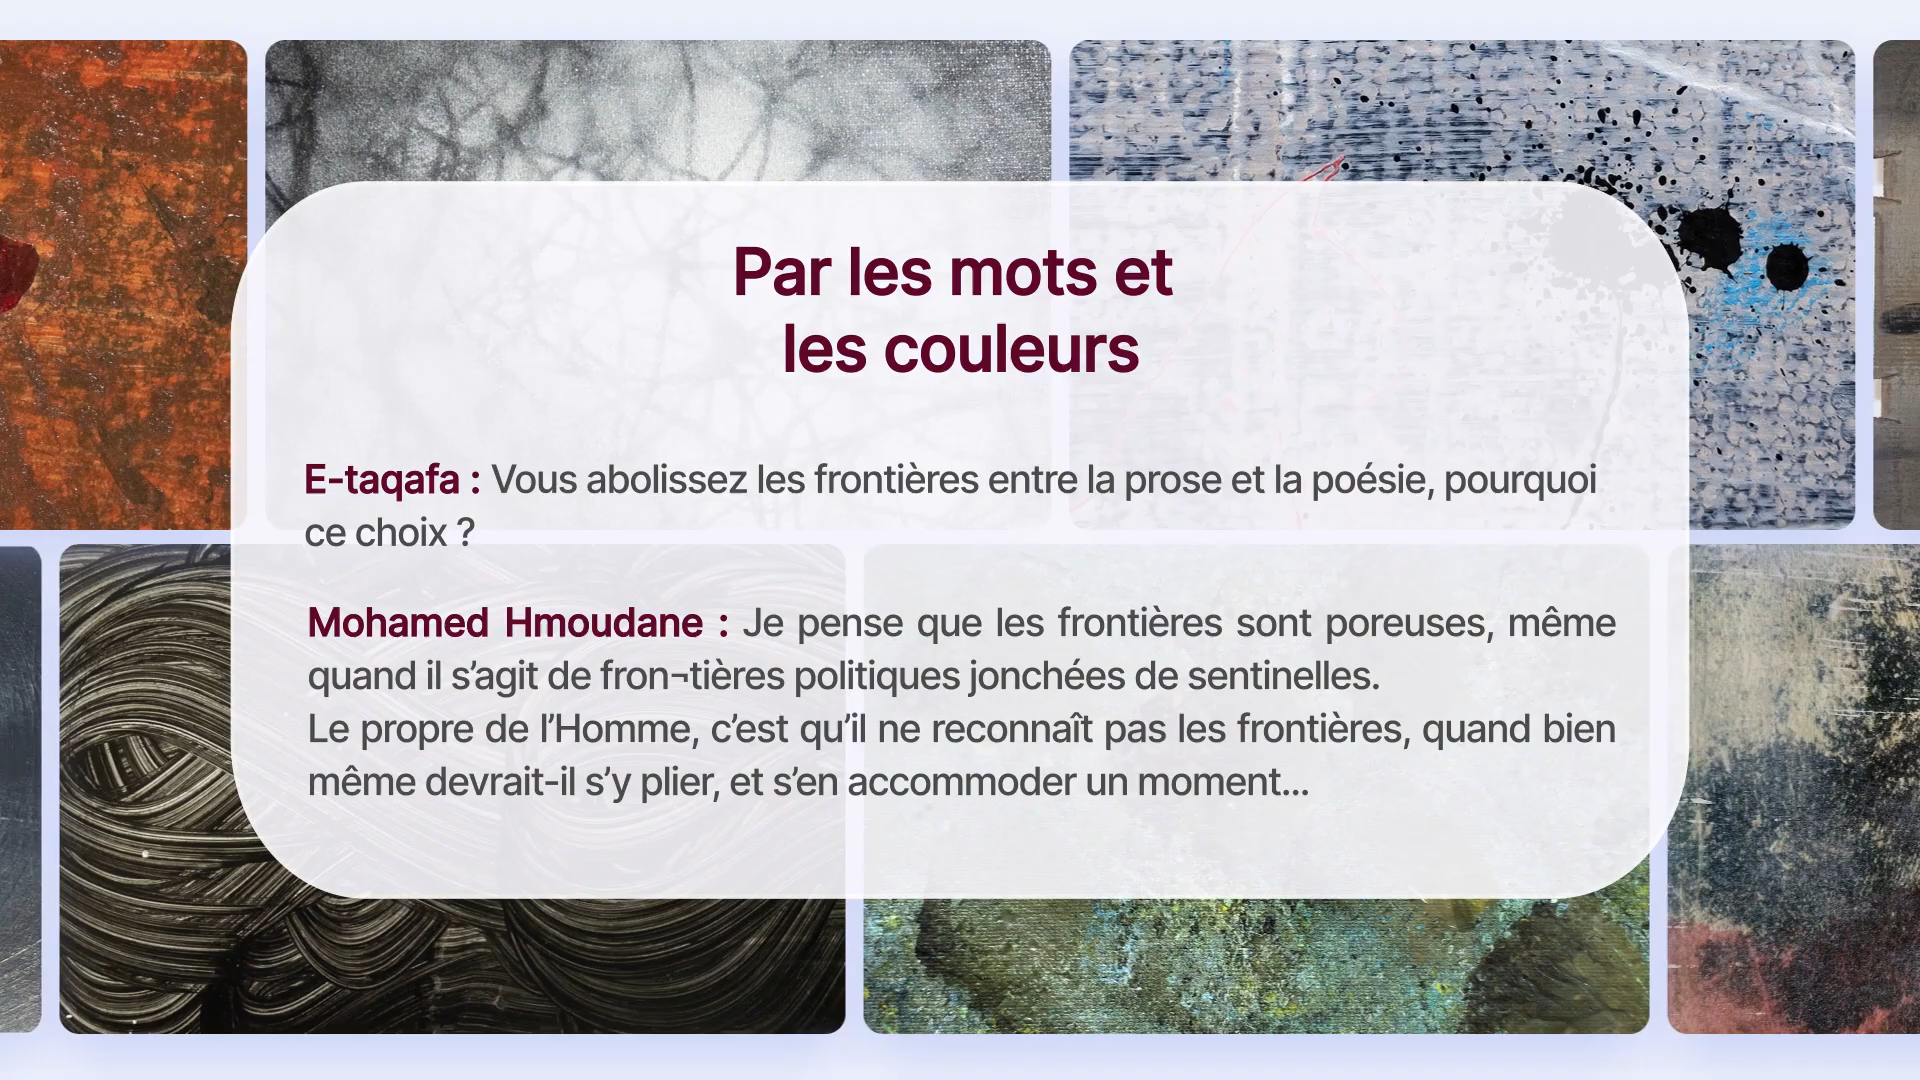 Par les mots et
les couleurs
E-taqafa : Vous abolissez les frontières entre la prose et la poésie, pourquoi
ce choix ?
Mohamed Hmoudane : Je pense que les frontières sont poreuses, même
quand il s’agit de fron¬tières politiques jonchées de sentinelles.
Le propre de l’Homme, c’est qu’il ne reconnaît pas les frontières, quand bien
même devrait-il s’y plier, et s’en accommoder un moment...